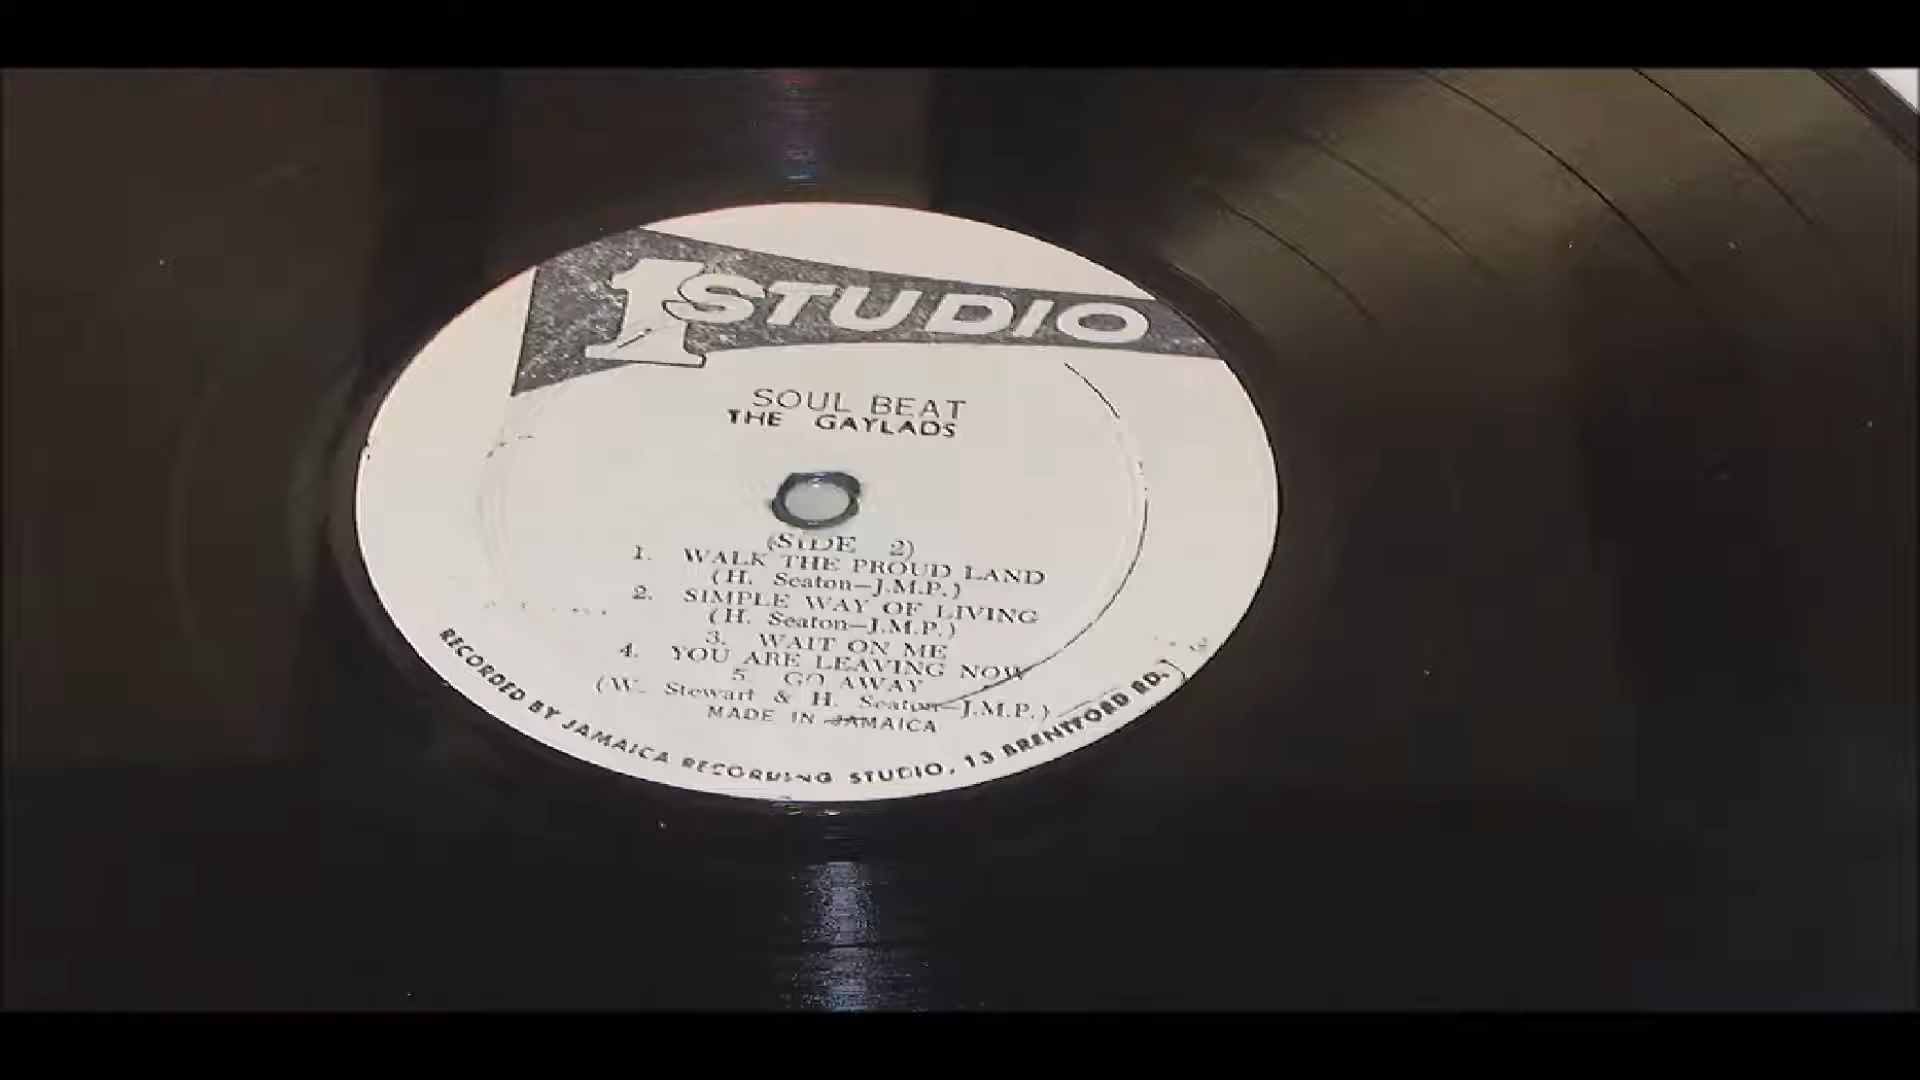 1 STUDIO
SOUL BEAT
THE GAYLADS
(SIDE 2)
1. WALK THE PROUD LAND
(H. Seaton—J.M.P.)
2. SIMPLE WAY OF LIVING
(H. Seaton—J.M.P.)
3. WAIT ON ME
4. YOU ARE LEAVING NOW
5. GO AWAY
(W. Stewart & H. Seaton—J.M.P.)
MADE IN JAMAICA
RECORDED BY JAMAICA RECORDING STUDIO, 13 BRENTFORD RD.